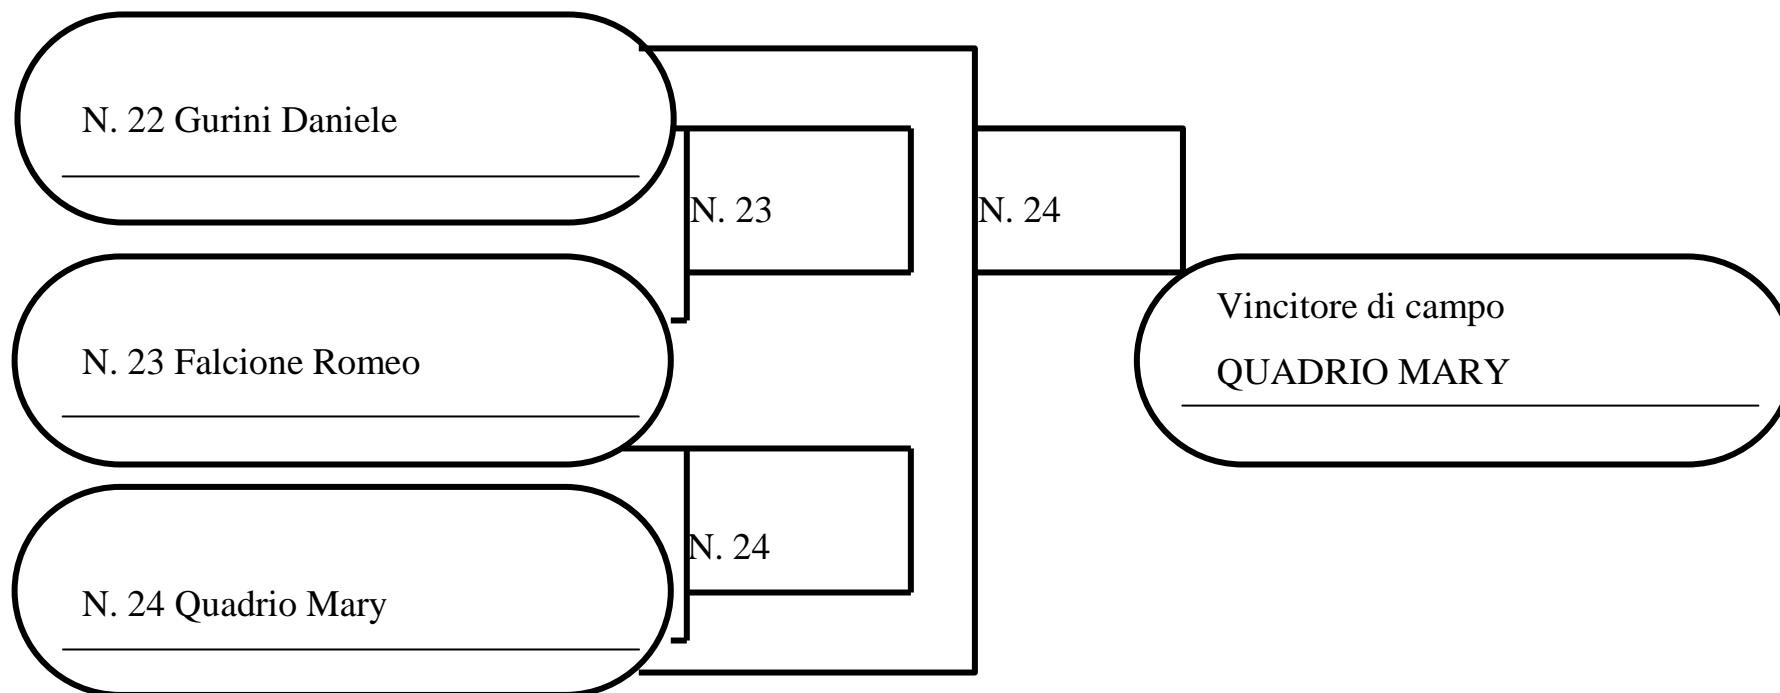 N. 22 Gurini Daniele
N. 23
N. 24
N. 23 Falcione Romeo
Vincitore di campo
QUADRIO MARY
N. 24
N. 24 Quadrio Mary